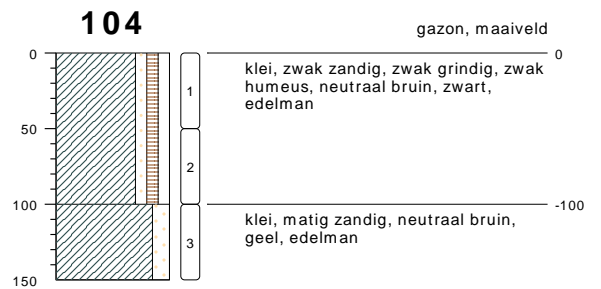 104
gazon, maaiveld
0
0
klei, zwak zandig, zwak grindig, zwak
humeus, neutraal bruin, zwart,
edelman
1
50
2
100
-100
klei, matig zandig, neutraal bruin,
geel, edelman
3
150